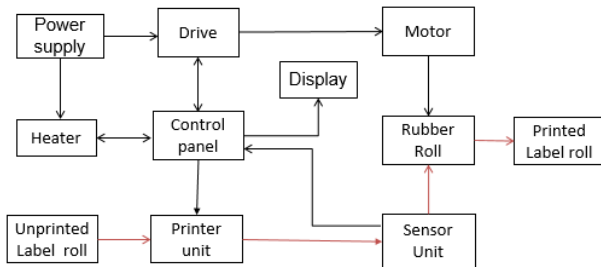 Power
supply
Drive
Motor
Display
Heater
Control
panel
Rubber
Roll
Printed
Label roll
Unprinted
Label roll
Printer
unit
Sensor
Unit